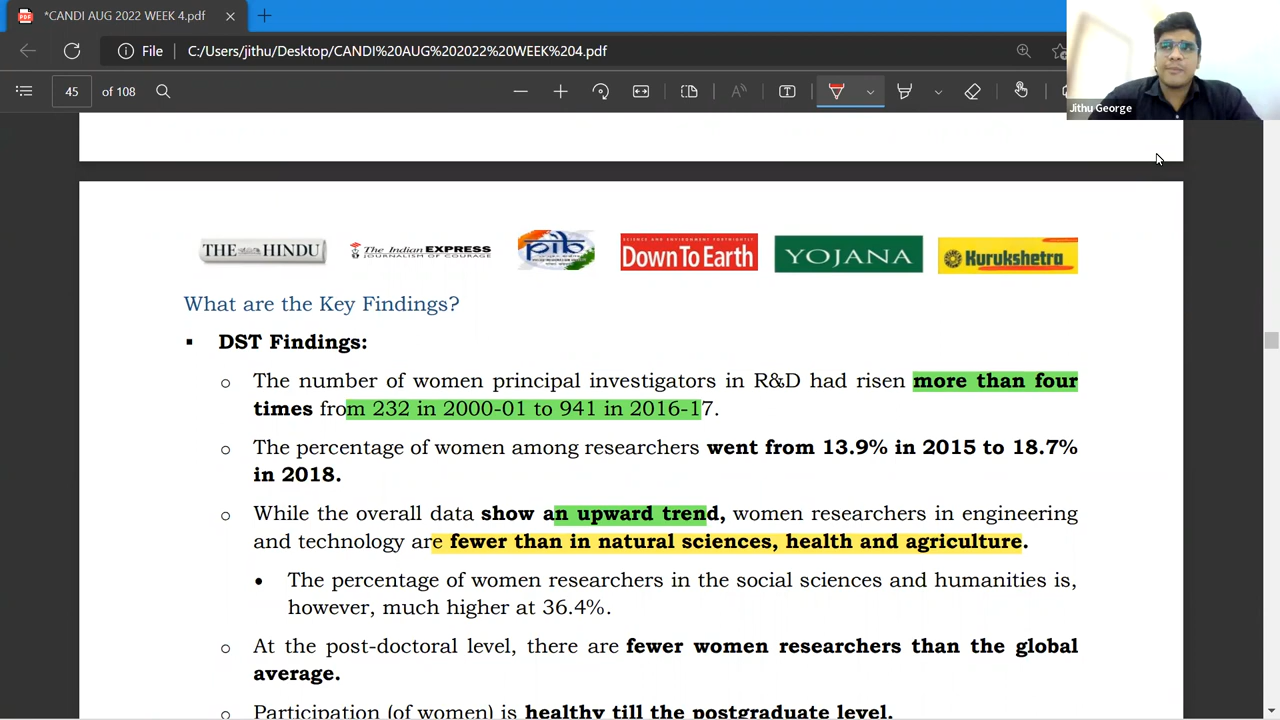 *CANDI AUG 2022 WEEK 4.pdf
File C:/Users/jithu/Desktop/CANDI%20AUG%202022%20WEEK%204.pdf
45 of 108
Jithu George
THE HINDU The Indian EXPRESS pib Down To Earth YOJANA Kurukshetra
JOURNALISM OF COURAGE SCIENCE AND ENVIRONMENT FORTNIGHTLY
What are the Key Findings?
▪ DST Findings:
o The number of women principal investigators in R&D had risen more than four
times from 232 in 2000-01 to 941 in 2016-17.
o The percentage of women among researchers went from 13.9% in 2015 to 18.7%
in 2018.
o While the overall data show an upward trend, women researchers in engineering
and technology are fewer than in natural sciences, health and agriculture.
• The percentage of women researchers in the social sciences and humanities is,
however, much higher at 36.4%.
o At the post-doctoral level, there are fewer women researchers than the global
average.
o Participation (of women) is healthy till the postgraduate level.